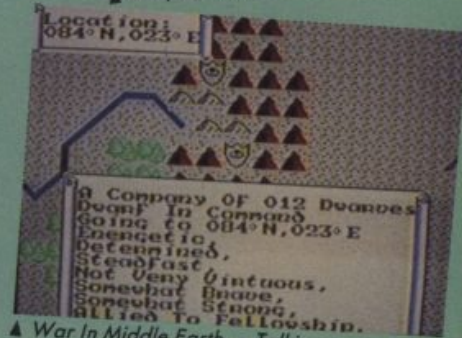 Location:
084° N, 023° E
A Company Of 012 Dwarves
Dwarf In Command
Going to 084° N, 023° E
Energetic,
Determined,
Steadfast,
Not Very Virtuous,
Somewhat Brave,
Somewhat Strong,
Allied To Fellowship.
▲ War In Middle Earth